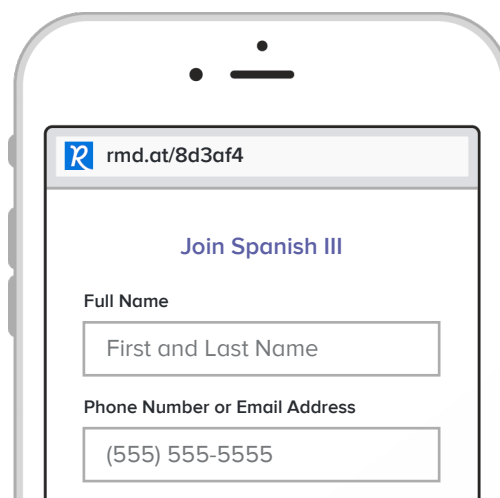 rmd.at/8d3af4
Join Spanish III
Full Name
First and Last Name
Phone Number or Email Address
(555) 555-5555